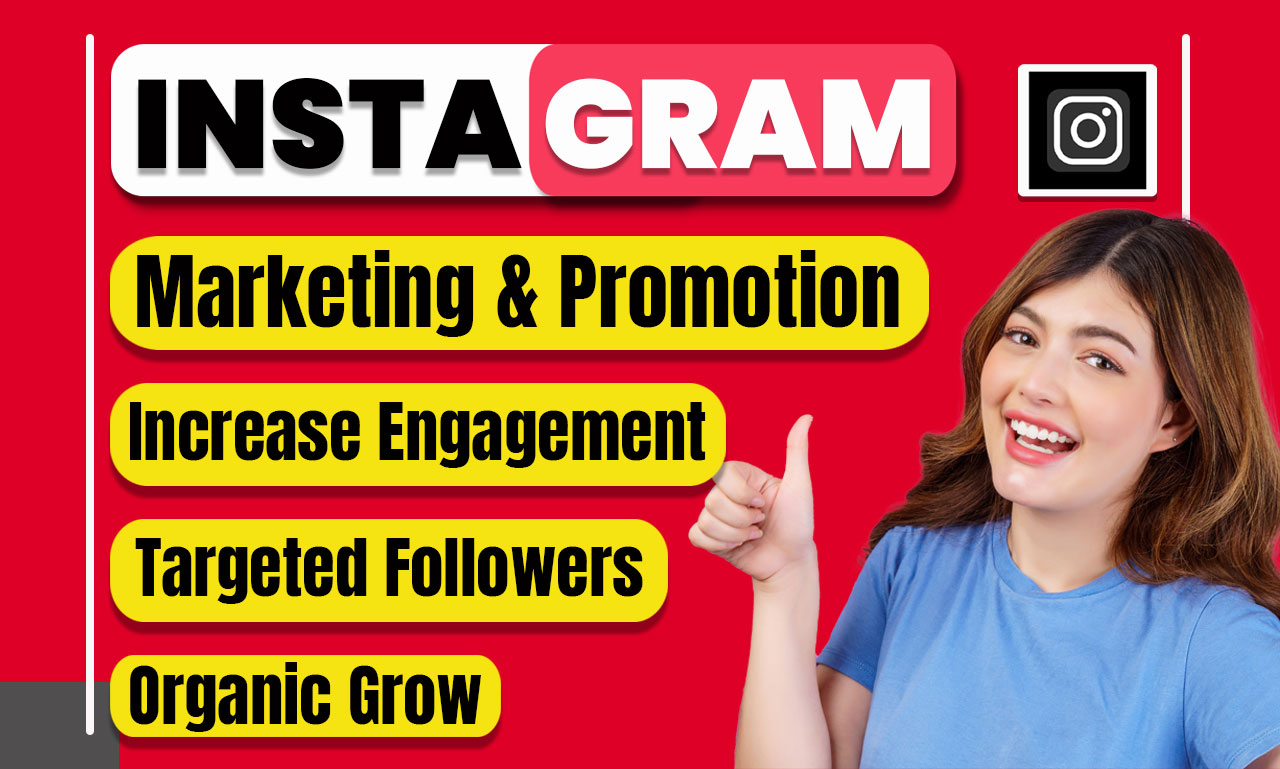 INSTAGRAM
Marketing & Promotion
Increase Engagement
Targeted Followers
Organic Grow